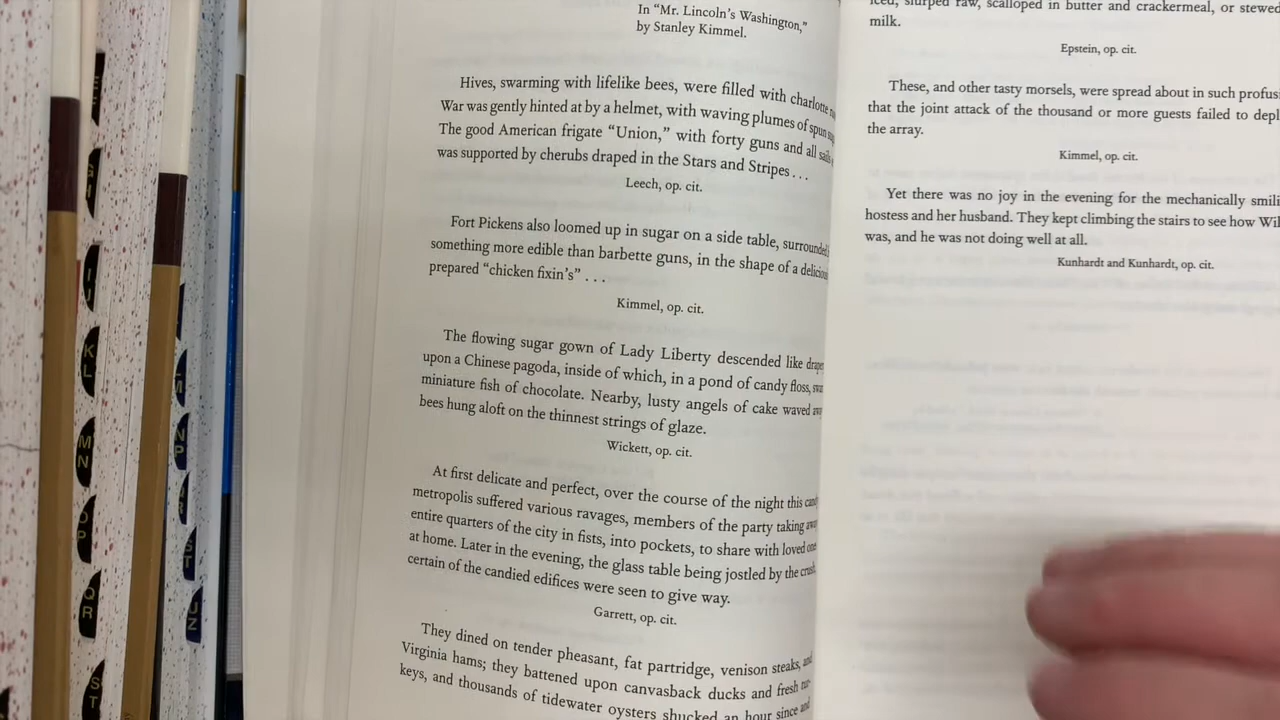 In "Mr. Lincoln's Washington,"
by Stanley Kimmel.
Hives, swarming with lifelike bees, were filled with charlotte
War was gently hinted at by a helmet, with waving plumes of spun
The good American frigate "Union," with forty guns and all sails
was supported by cherubs draped in the Stars and Stripes . . .
Leech, op. cit.
Fort Pickens also loomed up in sugar on a side table, surrounded
something more edible than barbette guns, in the shape of a
prepared "chicken fixin's" . . .
Kimmel, op. cit.
The flowing sugar gown of Lady Liberty descended like
upon a Chinese pagoda, inside of which, in a pond of candy floss,
miniature fish of chocolate. Nearby, lusty angels of cake waved
bees hung aloft on the thinnest strings of glaze.
Wickett, op. cit.
At first delicate and perfect, over the course of the night this
metropolis suffered various ravages, members of the party taking
entire quarters of the city in fists, into pockets, to share with loved
at home. Later in the evening, the glass table being jostled by the
certain of the candied edifices were seen to give way.
Garrett, op. cit.
They dined on tender pheasant, fat partridge, venison steaks, and
Virginia hams; they battened upon canvasback ducks and fresh tur-
keys, and thousands of tidewater oysters shucked an hour since and
iced, slurped raw, scalloped in butter and crackermeal, or stewed
milk.
Epstein, op. cit.
These, and other tasty morsels, were spread about in such
that the joint attack of the thousand or more guests failed to
the array.
Kimmel, op. cit.
Yet there was no joy in the evening for the mechanically
hostess and her husband. They kept climbing the stairs to see how
was, and he was not doing well at all.
Kunhardt and Kunhardt, op. cit.
K
L
M
N
O
P
Q
R
S
T